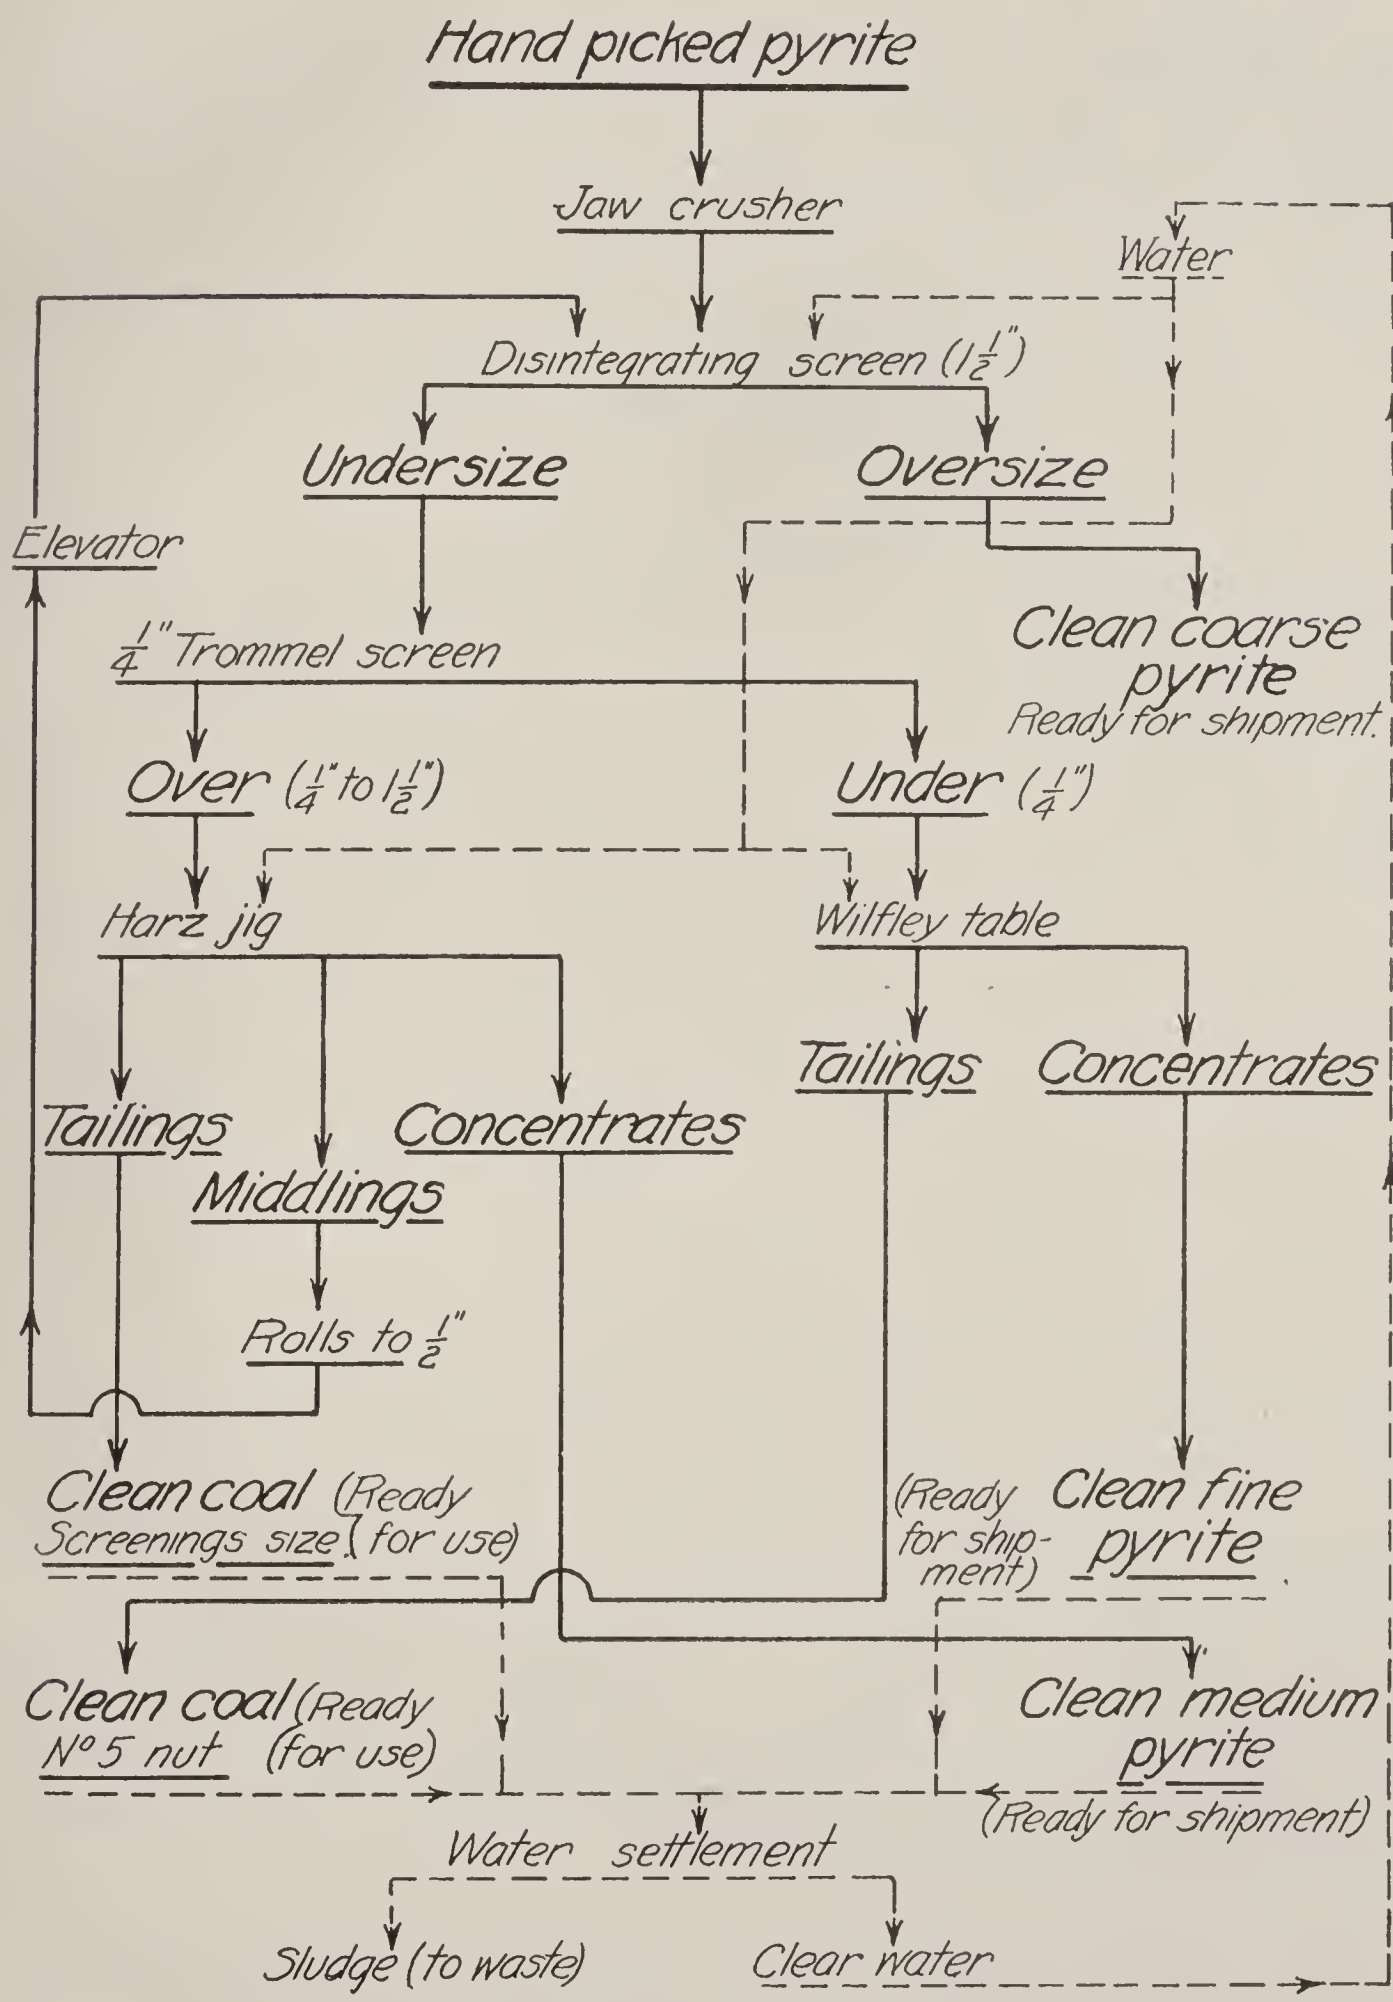 Hand picked pyrite
Jaw crusher
Water
Disintegrating screen (1½")
Undersize
Oversize
Elevator
¼" Trommel screen
Clean coarse
pyrite
Ready for shipment.
Over (¼" to 1½")
Under (¼")
Harz jig
Wilfley table
Tailings
Concentrates
Tailings
Concentrates
Middlings
Rolls to ½"
Clean coal (Ready
Screenings size. (for use)
(Ready
for ship-
ment)
Clean fine
pyrite
Clean coal (Ready
Nº 5 nut (for use)
Clean medium
pyrite
(Ready for shipment)
Water settlement
Sludge (to waste)
Clear water